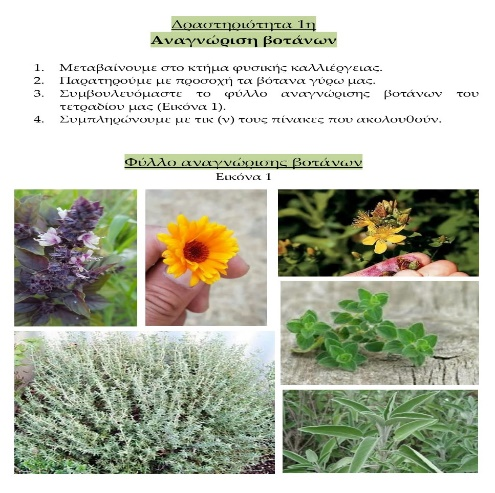 Δραστηριότητα 1η
Αναγνώριση βοτάνων
1. Μεταβαίνουμε στο κτήμα φυσικής καλλιέργειας.
2. Παρατηρούμε με προσοχή τα βότανα γύρω μας.
3. Συμβουλευόμαστε το φύλλο αναγνώρισης βοτάνων του
τετραδίου μας (Εικόνα 1).
4. Συμπληρώνουμε με τικ (ν) τους πίνακες που ακολουθούν.
Φύλλο αναγνώρισης βοτάνων
Εικόνα 1